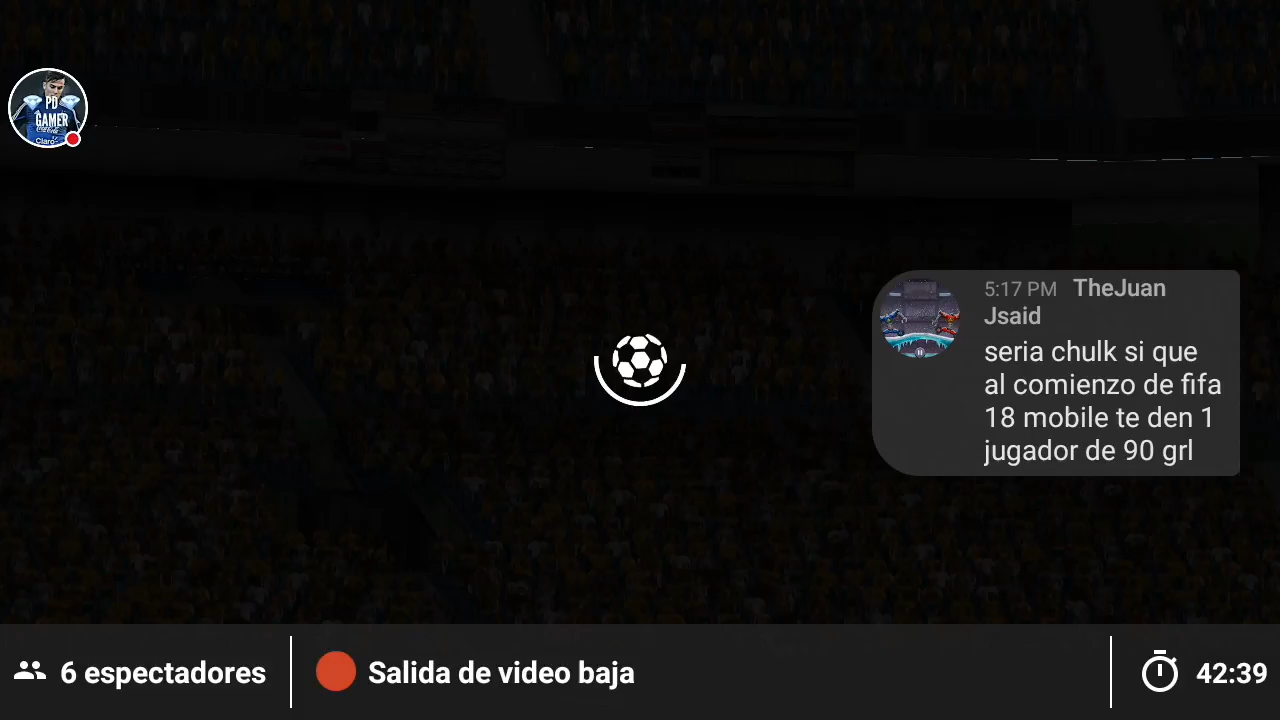 PD
GAMER
Claro-
5:17 PM TheJuan
Jsaid
seria chulk si que
al comienzo de fifa
18 mobile te den 1
jugador de 90 grl
6 espectadores
Salida de video baja
42:39